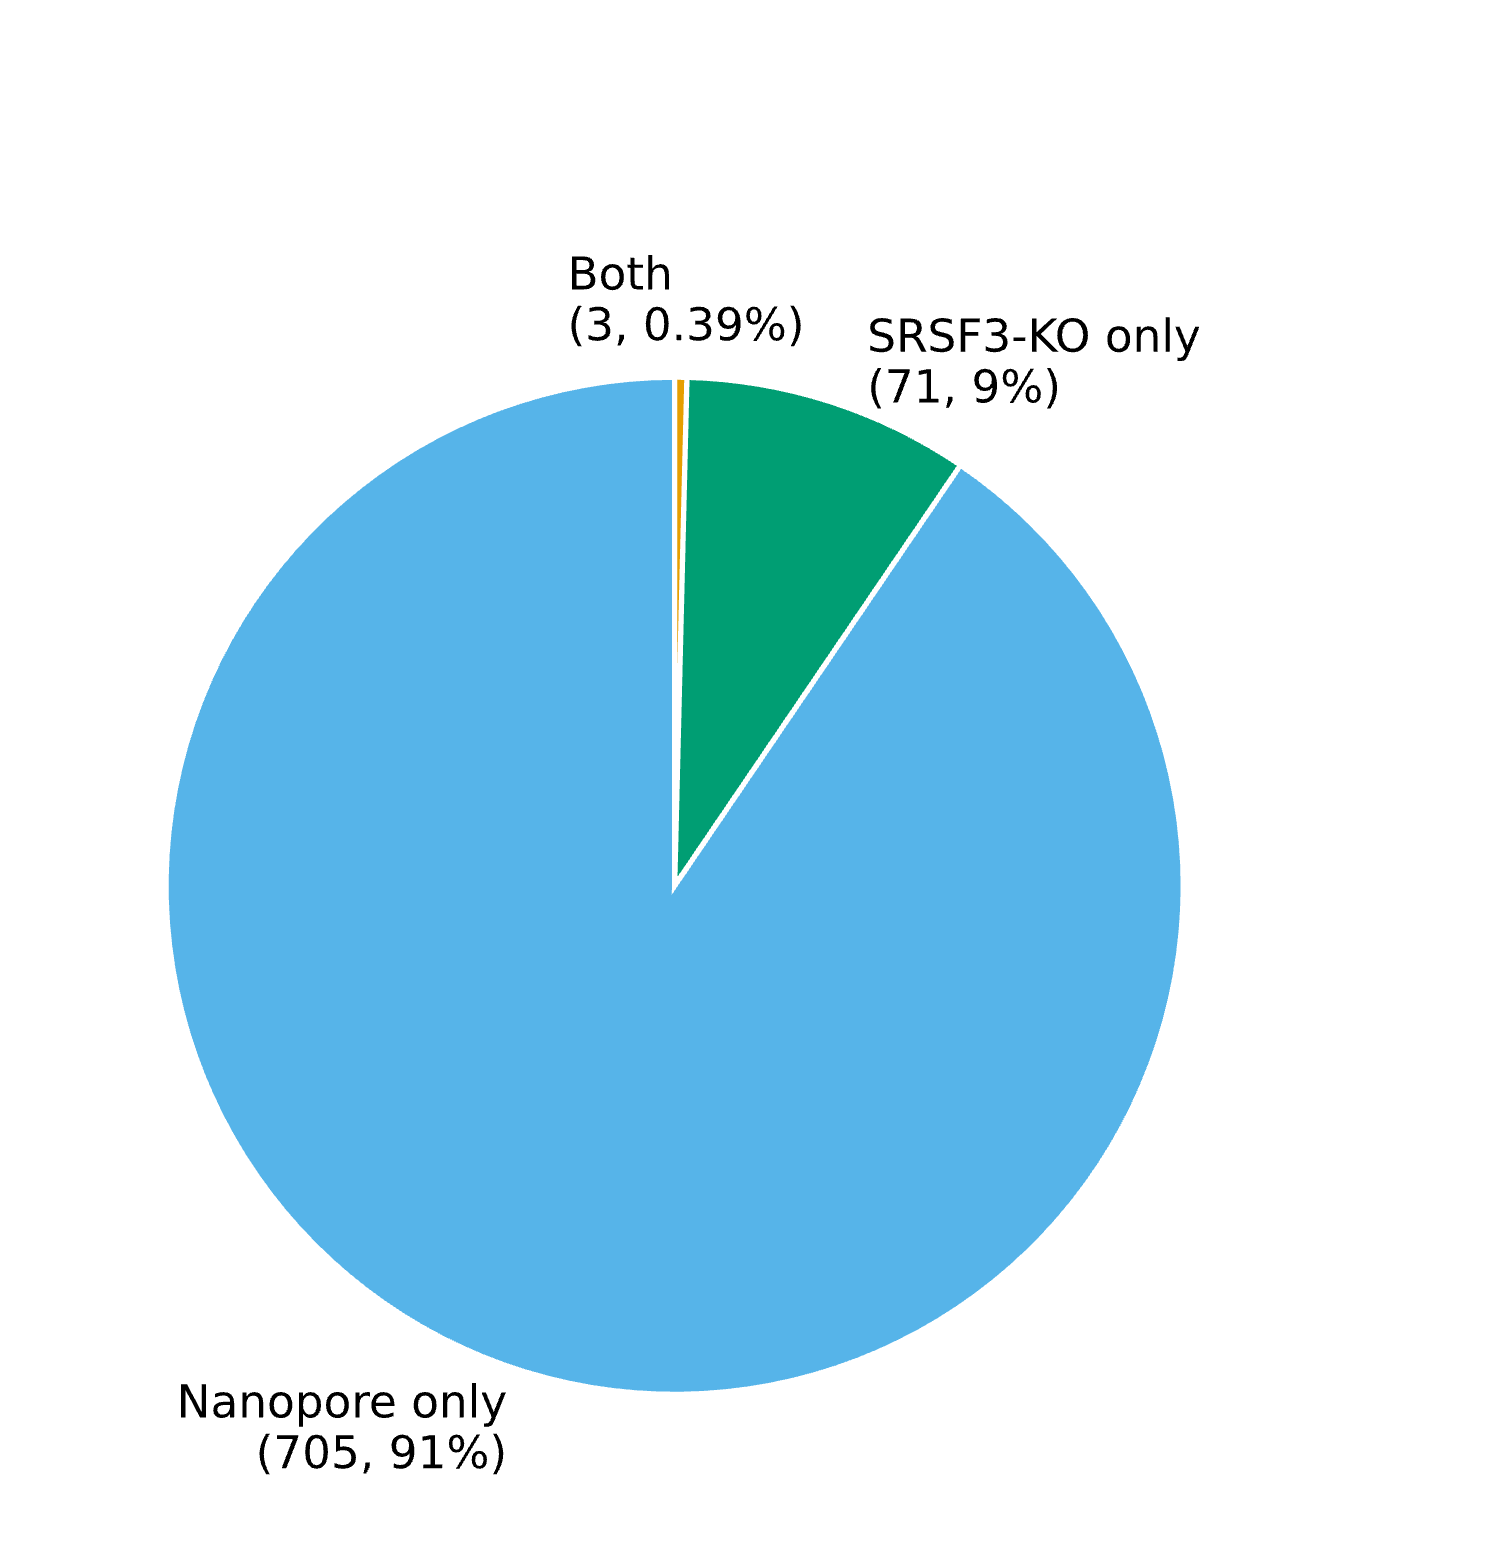 Both
(3, 0.39%)
SRSF3-KO only
(71, 9%)
Nanopore only
(705, 91%)